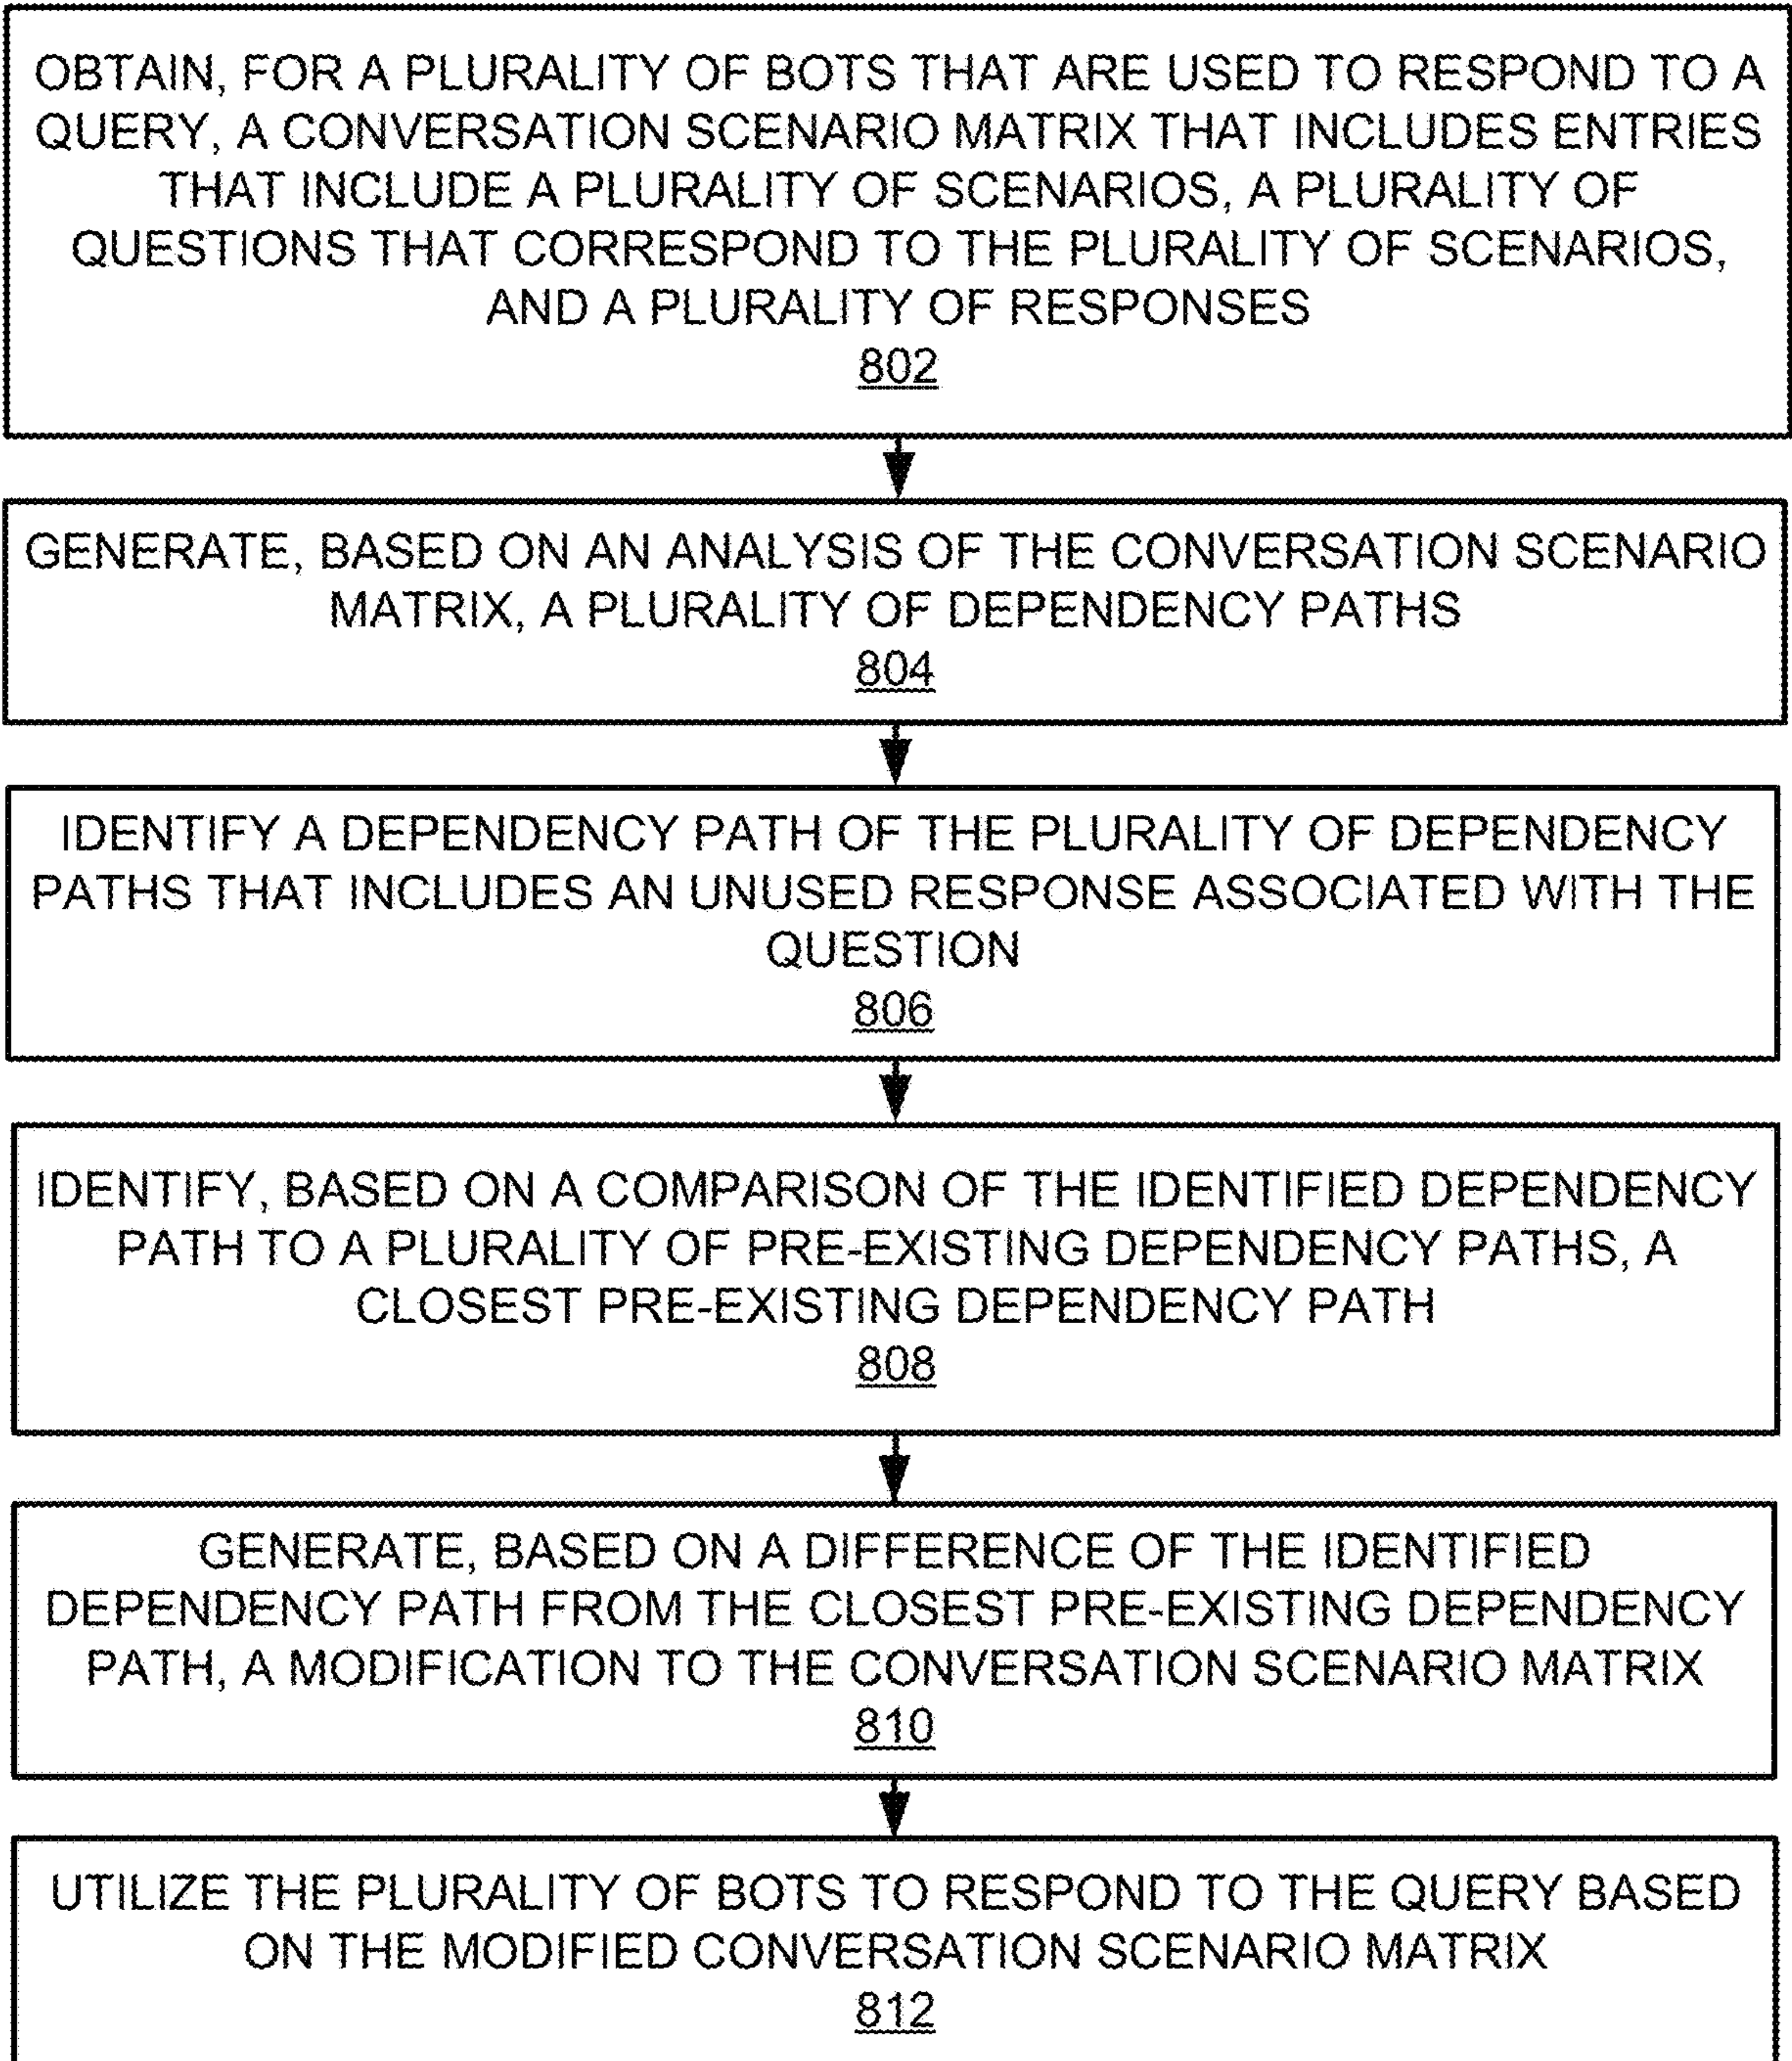 OBTAIN, FOR A PLURALITY OF BOTS THAT ARE USED TO RESPOND TO A
QUERY, A CONVERSATION SCENARIO MATRIX THAT INCLUDES ENTRIES
THAT INCLUDE A PLURALITY OF SCENARIOS, A PLURALITY OF
QUESTIONS THAT CORRESPOND TO THE PLURALITY OF SCENARIOS,
AND A PLURALITY OF RESPONSES
802
GENERATE, BASED ON AN ANALYSIS OF THE CONVERSATION SCENARIO
MATRIX, A PLURALITY OF DEPENDENCY PATHS
804
IDENTIFY A DEPENDENCY PATH OF THE PLURALITY OF DEPENDENCY
PATHS THAT INCLUDES AN UNUSED RESPONSE ASSOCIATED WITH THE
QUESTION
806
IDENTIFY, BASED ON A COMPARISON OF THE IDENTIFIED DEPENDENCY
PATH TO A PLURALITY OF PRE-EXISTING DEPENDENCY PATHS, A
CLOSEST PRE-EXISTING DEPENDENCY PATH
808
GENERATE, BASED ON A DIFFERENCE OF THE IDENTIFIED
DEPENDENCY PATH FROM THE CLOSEST PRE-EXISTING DEPENDENCY
PATH, A MODIFICATION TO THE CONVERSATION SCENARIO MATRIX
810
UTILIZE THE PLURALITY OF BOTS TO RESPOND TO THE QUERY BASED
ON THE MODIFIED CONVERSATION SCENARIO MATRIX
812